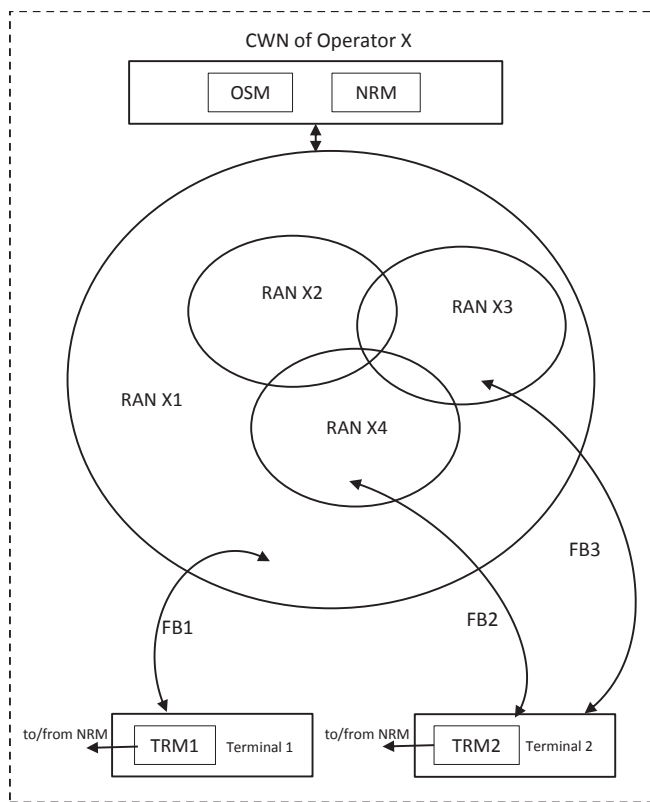 CWN of Operator X
OSM NRM
RAN X2
RAN X3
RAN X1
RAN X4
FB3
FB1
FB2
to/from NRM
TRM1 Terminal 1
to/from NRM
TRM2 Terminal 2